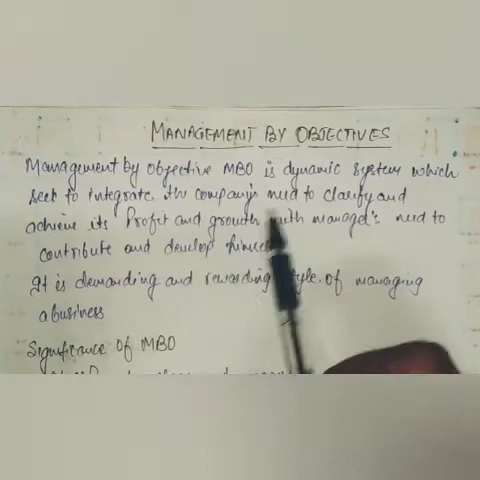 MANAGEMENT BY OBJECTIVES
Management by objective MBO is dynamic system which
seek to integrate the company's need to clarify and
achieve its Profit and growth with manager's need to
contribute and develop
It is demanding and rewarding style of managing
a business
Significance of MBO